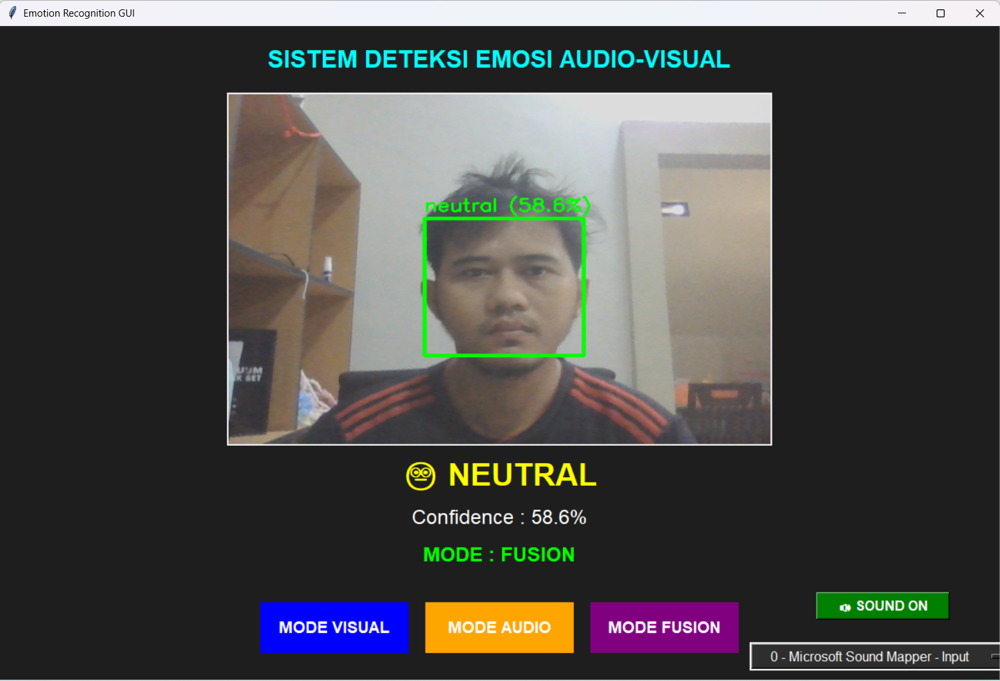 Emotion Recognition GUI
SISTEM DETEKSI EMOSI AUDIO-VISUAL
neutral (58.6%)
UUM
K SET
NEUTRAL
Confidence : 58.6%
MODE : FUSION
SOUND ON
MODE VISUAL
MODE AUDIO
MODE FUSION
0 - Microsoft Sound Mapper - Input